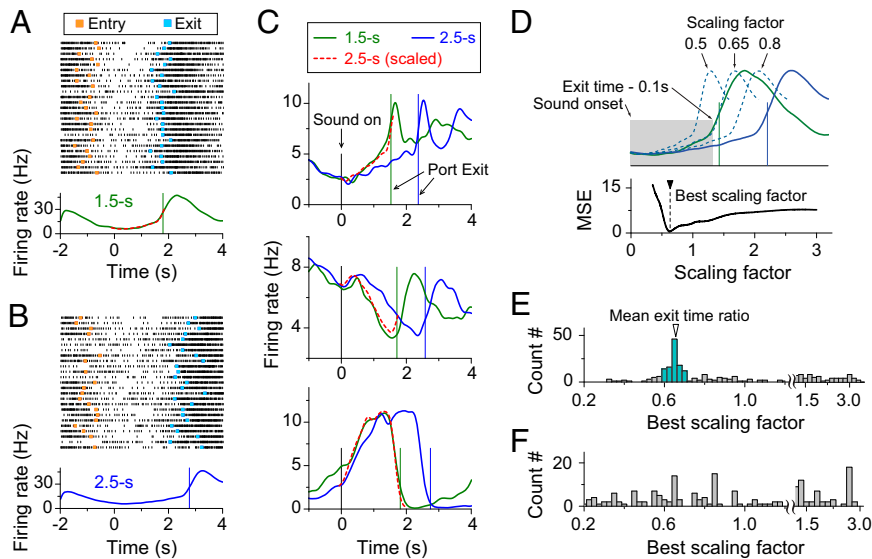 A
Entry Exit
Firing rate (Hz)
30
0
1.5-s
-2 0 2 4
Time (s)
B
Firing rate (Hz)
30
0
2.5-s
-2 0 2 4
Time (s)
C
1.5-s 2.5-s
2.5-s (scaled)
10
5
0
Sound on
Port Exit
Firing rate (Hz)
8
4
10
5
0
0 2 4
Time (s)
D
Scaling factor
0.5 0.65 0.8
Exit time - 0.1s
Sound onset
MSE
15
0
Best scaling factor
0 1 2 3
Scaling factor
E
Mean exit time ratio
Count #
50
0
0.2 0.6 1.0 1.5 3.0
Best scaling factor
F
Count #
20
0
0.2 0.6 1.0 1.5 3.0
Best scaling factor